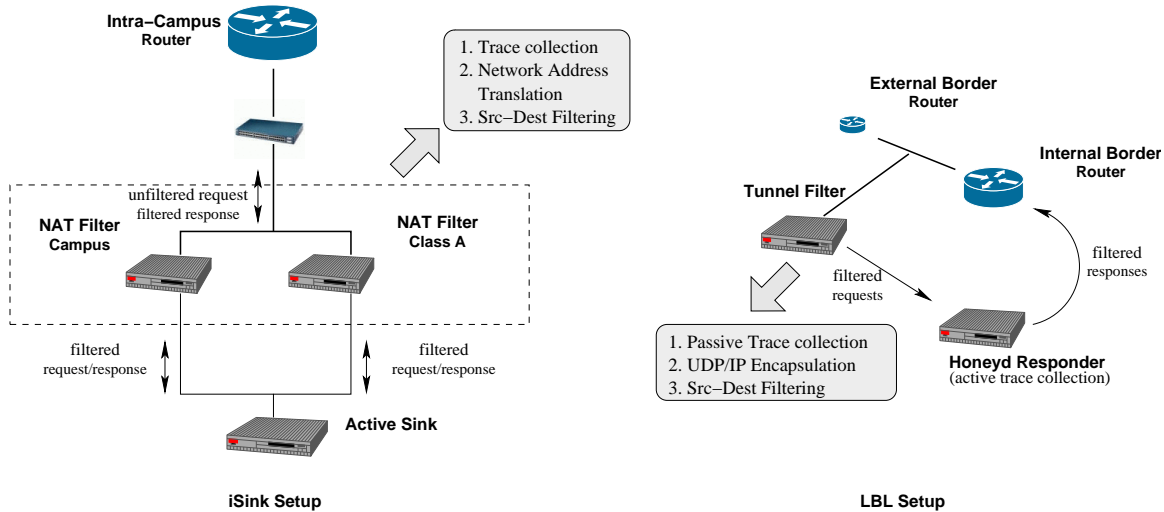 Intra−Campus
Router
1. Trace collection
2. Network Address
Translation
3. Src−Dest Filtering
unfiltered request
filtered response
NAT Filter
Campus
NAT Filter
Class A
filtered
request/response
filtered
request/response
Active Sink
iSink Setup
External Border
Router
Internal Border
Router
Tunnel Filter
filtered
requests
filtered
responses
1. Passive Trace collection
2. UDP/IP Encapsulation
3. Src−Dest Filtering
Honeyd Responder
(active trace collection)
LBL Setup